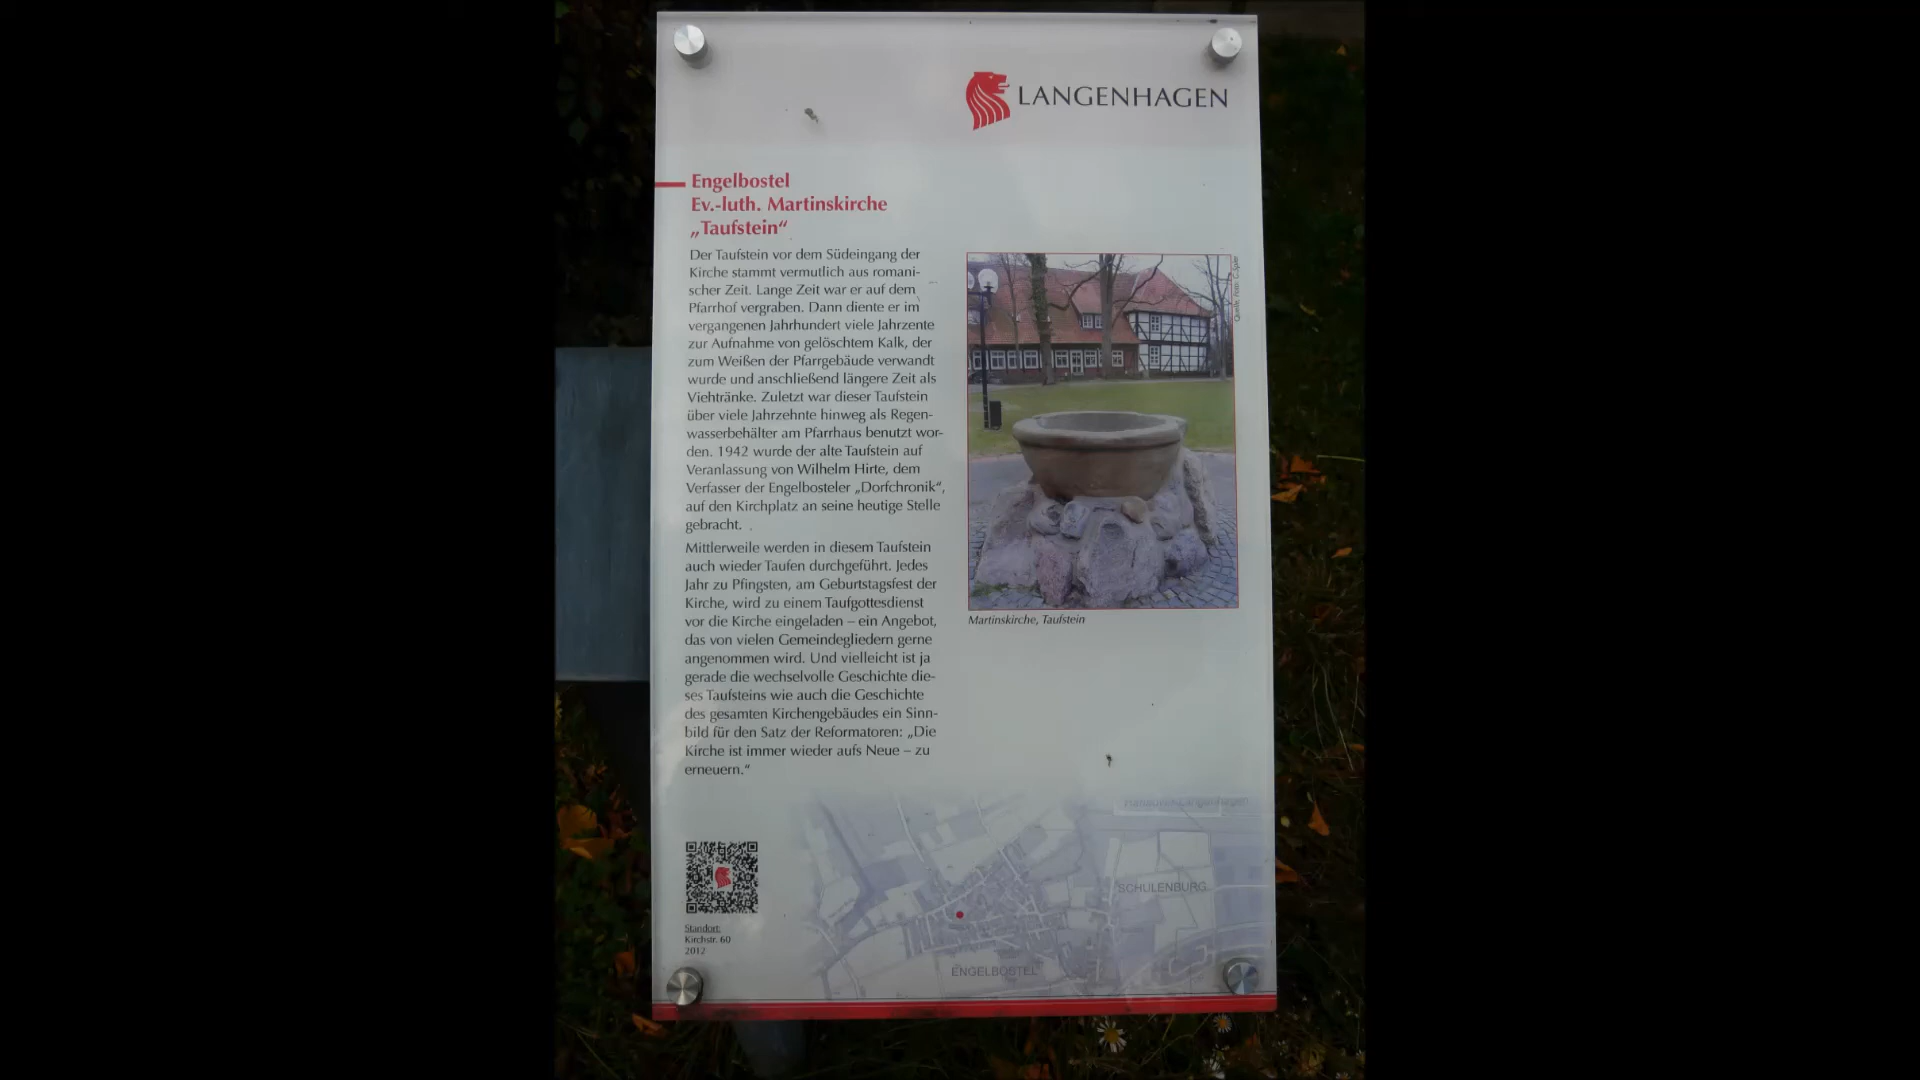 LANGENHAGEN
Engelbostel
Ev.-luth. Martinskirche
„Taufstein“
Der Taufstein vor dem Südeingang der
Kirche stammt vermutlich aus romani-
scher Zeit. Lange Zeit war er auf dem
Pfarrhof vergraben. Dann diente er im
vergangenen Jahrhundert viele Jahrzente
zur Aufnahme von gelöschtem Kalk, der
zum Weißen der Pfarrgebäude verwandt
wurde und anschließend längere Zeit als
Viehtränke. Zuletzt war dieser Taufstein
über viele Jahrzehnte hinweg als Regen-
wasserbehälter am Pfarrhaus benutzt wor-
den. 1942 wurde der alte Taufstein auf
Veranlassung von Wilhelm Hirte, dem
Verfasser der Engelbosteler „Dorfchronik“,
auf den Kirchplatz an seine heutige Stelle
gebracht.
Mittlerweile werden in diesem Taufstein
auch wieder Taufen durchgeführt. Jedes
Jahr zu Pfingsten, am Geburtstagsfest der
Kirche, wird zu einem Taufgottesdienst
vor die Kirche eingeladen – ein Angebot,
das von vielen Gemeindegliedern gerne
angenommen wird. Und vielleicht ist ja
gerade die wechselvolle Geschichte die-
ses Taufsteins wie auch die Geschichte
des gesamten Kirchengebäudes ein Sinn-
bild für den Satz der Reformatoren: „Die
Kirche ist immer wieder aufs Neue – zu
erneuern.“
Quelle, Foto:
Martinskirche, Taufstein
SCHULENBURG
ENGELBOSTEL
Standort:
Kirchstr. 60
2012